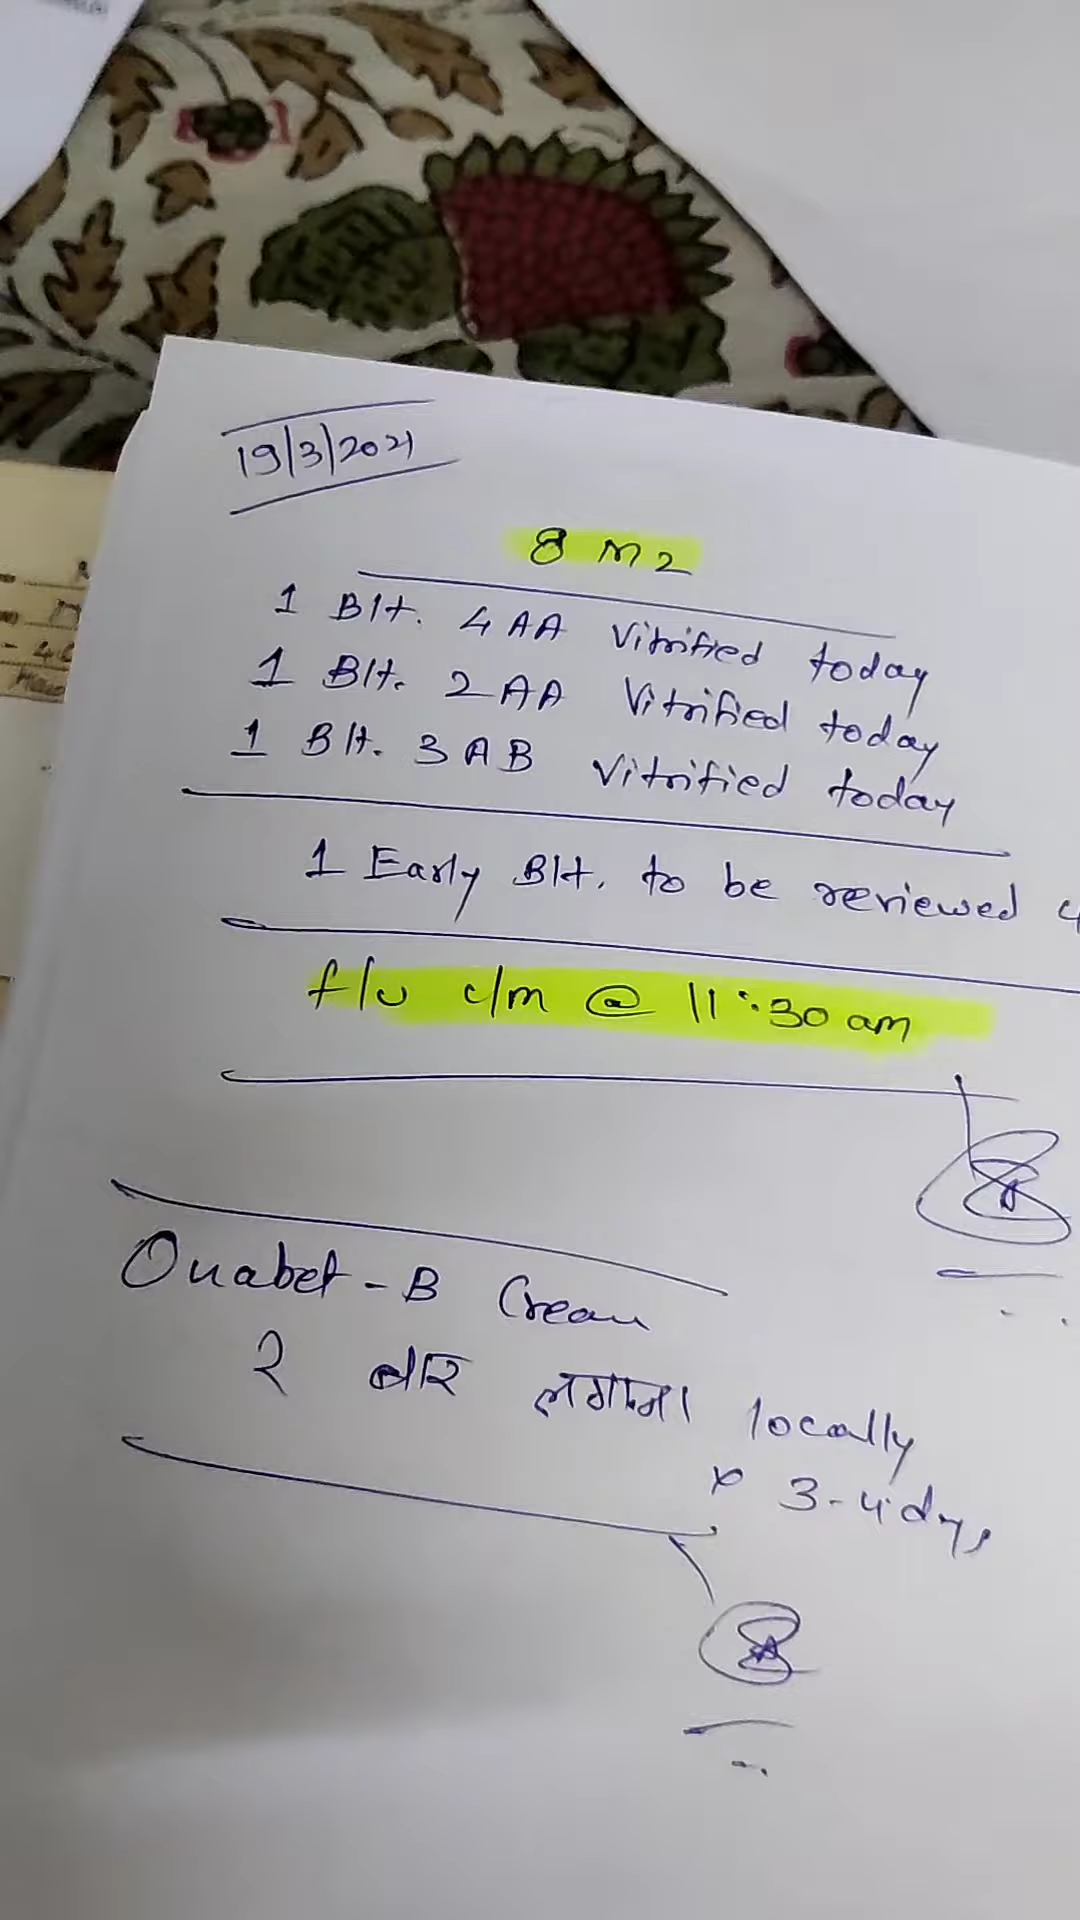 19/3/2021
8 M2
1 Blt. 4AA Vitrified today
1 Blt. 2AA Vitrified today
1 Blt. 3AB Vitrified today
1 Early Blt. to be reviewed
f/u c/m @ 11:30 am
Ouabet-B Cream
2 बार लगाना locally
x 3-4 days